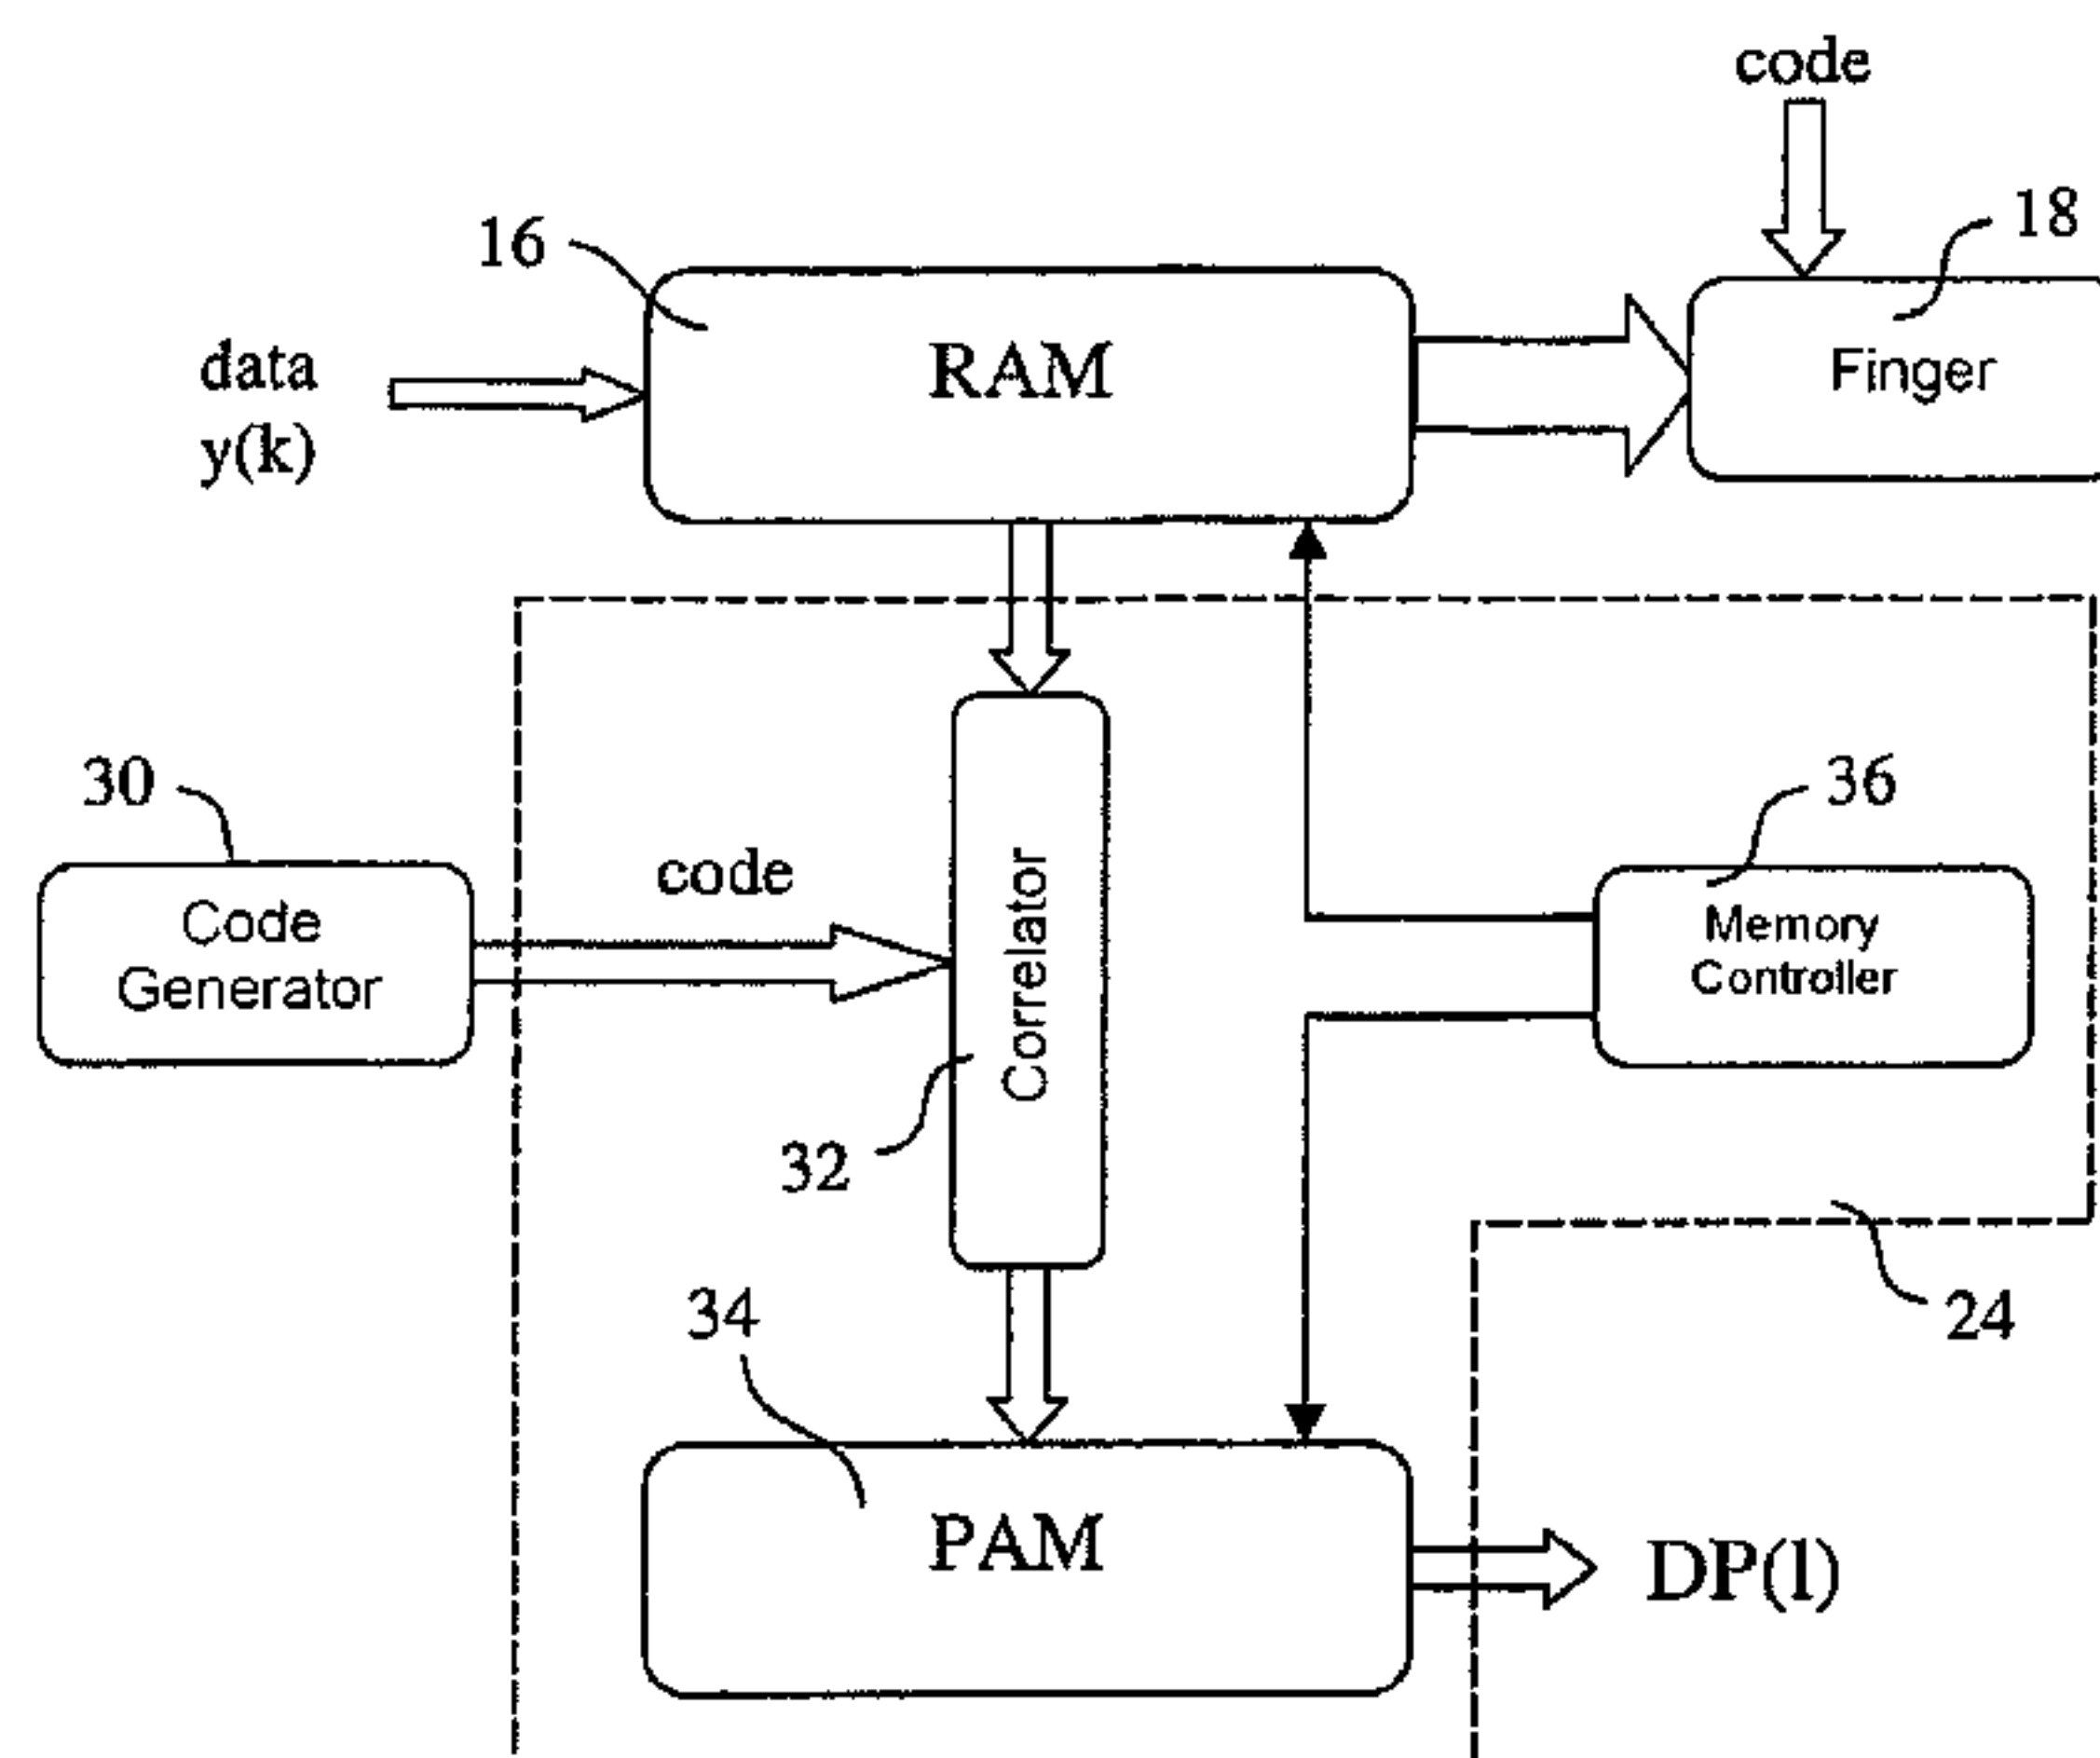 code
18
16
RAM
data
y(k)
Finger
30
36
code
Code
Generator
Correlator
Memory
Controller
32
34
24
PAM
DP(l)